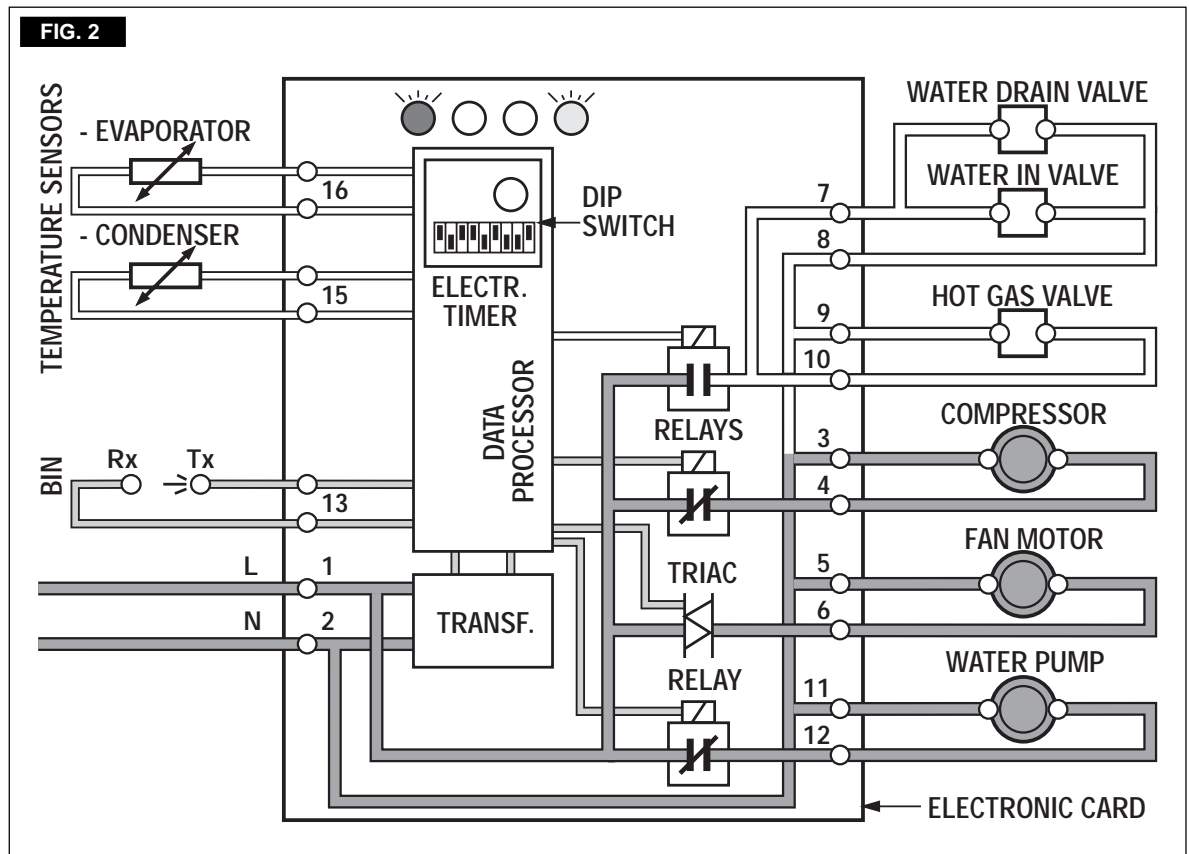 FIG. 2
TEMPERATURE SENSORS
- EVAPORATOR
16
- CONDENSER
15
BIN
Rx
Tx
13
L
1
N
2
DIP
SWITCH
ELECTR.
TIMER
DATA
PROCESSOR
TRANSF.
RELAYS
TRIAC
RELAY
WATER DRAIN VALVE
WATER IN VALVE
7
8
HOT GAS VALVE
9
10
COMPRESSOR
3
4
FAN MOTOR
5
6
WATER PUMP
11
12
ELECTRONIC CARD